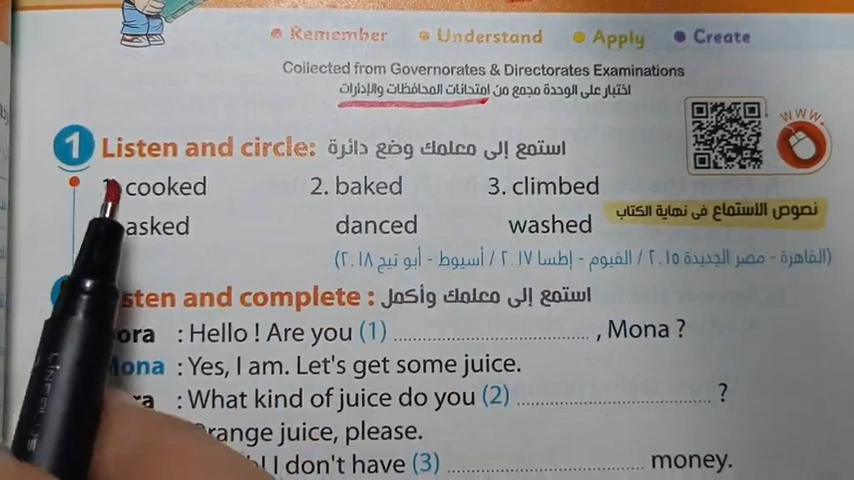 Remember Understand Apply Create
Collected from Governorates & Directorates Examinations
اختبار على الوحدة مجمع من امتحانات المحافظات والإدارات
WWW
1 Listen and circle: استمع إلى معلمك وضع دائرة
cooked 2. baked 3. climbed
نصوص الاستماع فى نهاية الكتاب
asked danced washed
(القاهرة - مصر الجديدة ٢٠١٥ / الفيوم - إطسا ٢٠١٧ / أسيوط - أبو تيج ٢٠١٨)
and complete : استمع إلى معلمك وأكمل
: Hello ! Are you (1) ............ , Mona ?
Mona : Yes, I am. Let's get some juice.
: What kind of juice do you (2) ............ ?
Orange juice, please.
I don't have (3) ............ money.